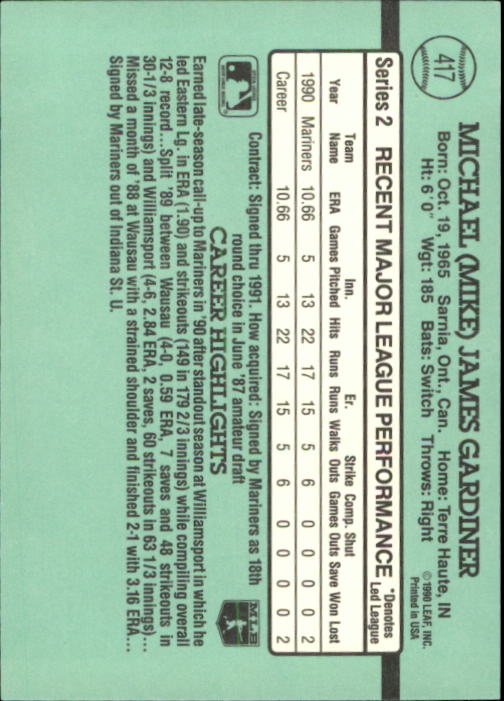 417
MICHAEL (MIKE) JAMES GARDINER
Born: Oct. 19, 1965 Sarnia, Ont., Can. Home: Terre Haute, IN
Ht: 6'0" Wgt: 185 Bats: Switch Throws: Right
© 1990 LEAF, INC.
Printed in USA
Series 2 RECENT MAJOR LEAGUE PERFORMANCE *Denotes Led League
Team Inn. Er. Strike Comp. Shut
Year Name ERA Games Pitched Hits Runs Runs Walks Outs Games Outs Save Won Lost
1990 Mariners 10.66 5 13 22 17 15 5 6 0 0 0 0 2
Career 10.66 5 13 22 17 15 5 6 0 0 0 0 2
Contract: Signed thru 1991. How acquired: Signed by Mariners as 18th
round choice in June '87 amateur draft
MLB
CAREER HIGHLIGHTS
Earned late-season call-up to Mariners in '90 after standout season at Williamsport in which he
led Eastern Lg. in ERA (1.90) and strikeouts (149 in 179 2/3 innings) while compiling overall
12-8 record...Split '89 between Wausau (4-0, 0.59 ERA, 7 saves and 48 strikeouts in
30-1/3 innings) and Williamsport (4-6, 2.84 ERA, 2 saves, 60 strikeouts in 63 1/3 innings)...
Missed a month of '88 at Wausau with a strained shoulder and finished 2-1 with 3.16 ERA...
Signed by Mariners out of Indiana St. U.